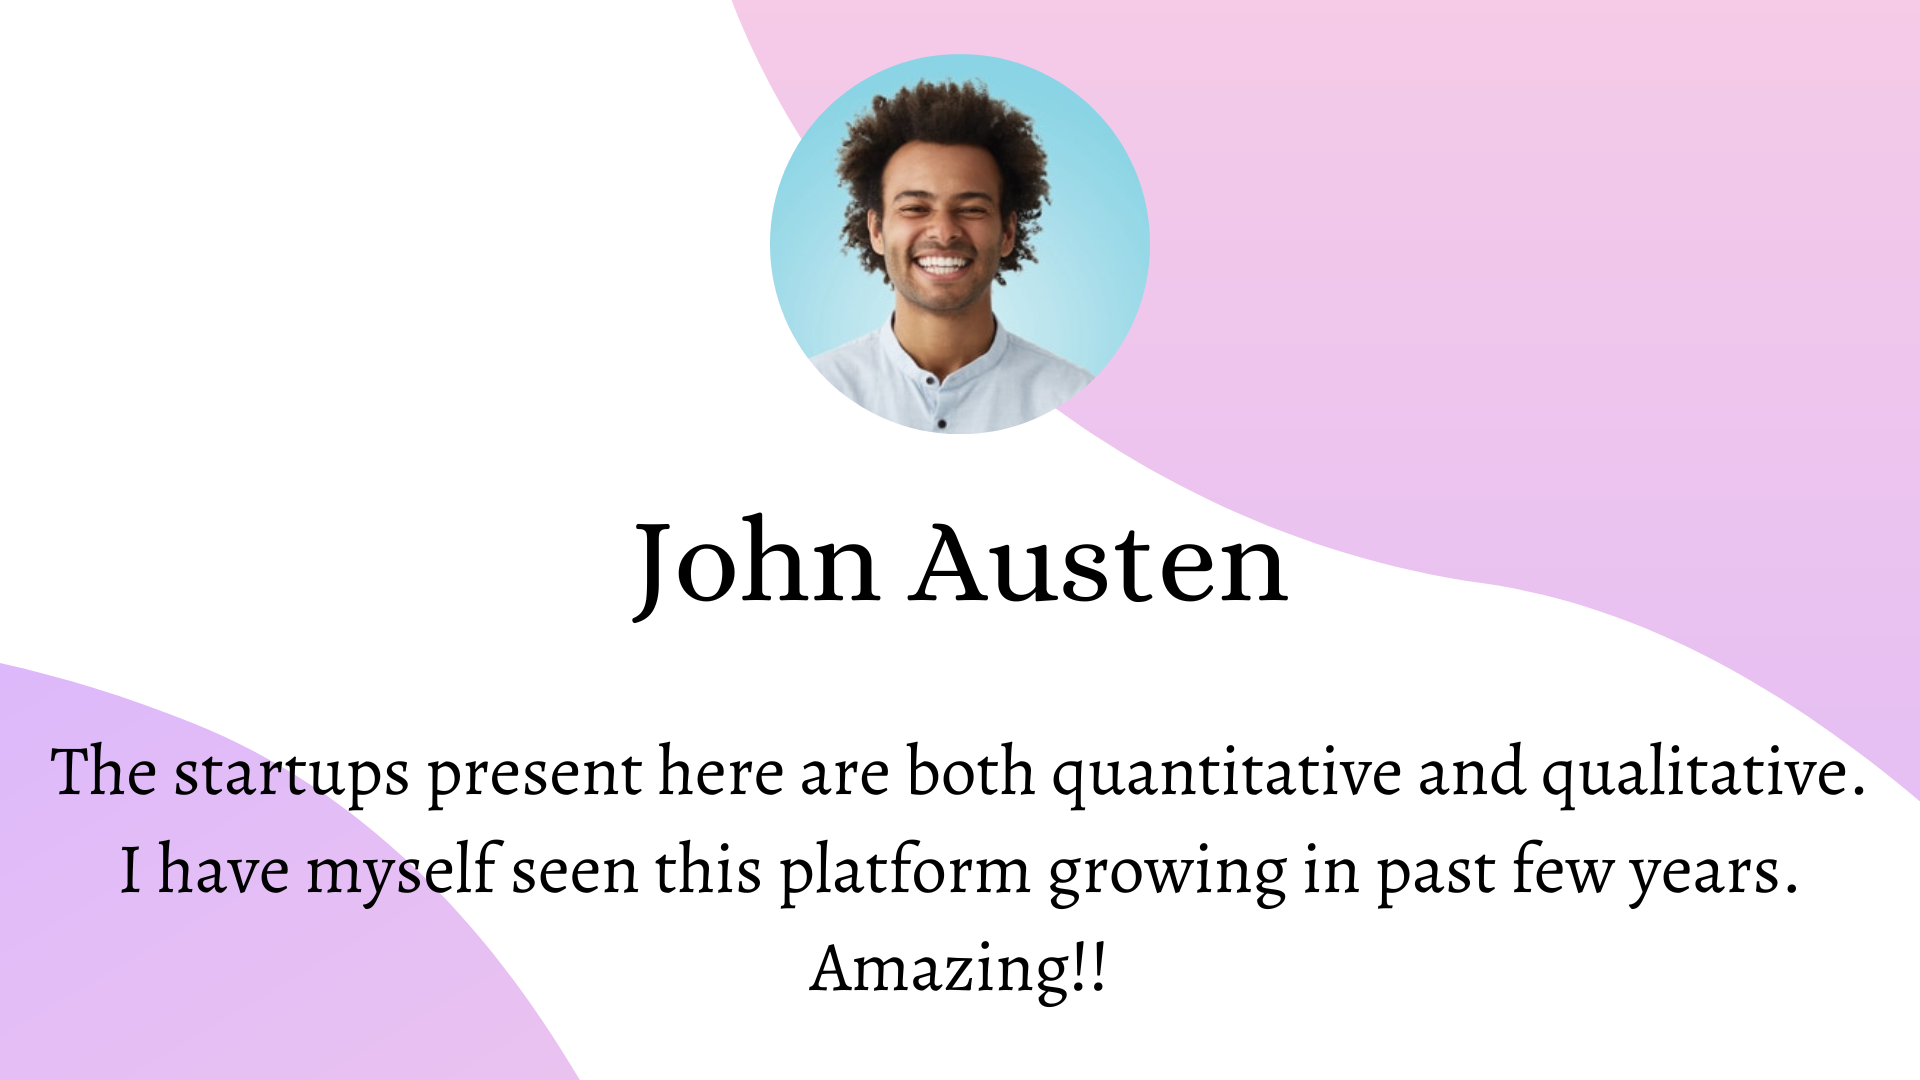 John Austen
The startups present here are both quantitative and qualitative.
I have myself seen this platform growing in past few years.
Amazing!!